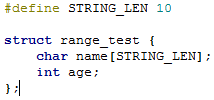 #define STRING_LEN 10

struct range_test {
    char name[STRING_LEN];
    int age;
};